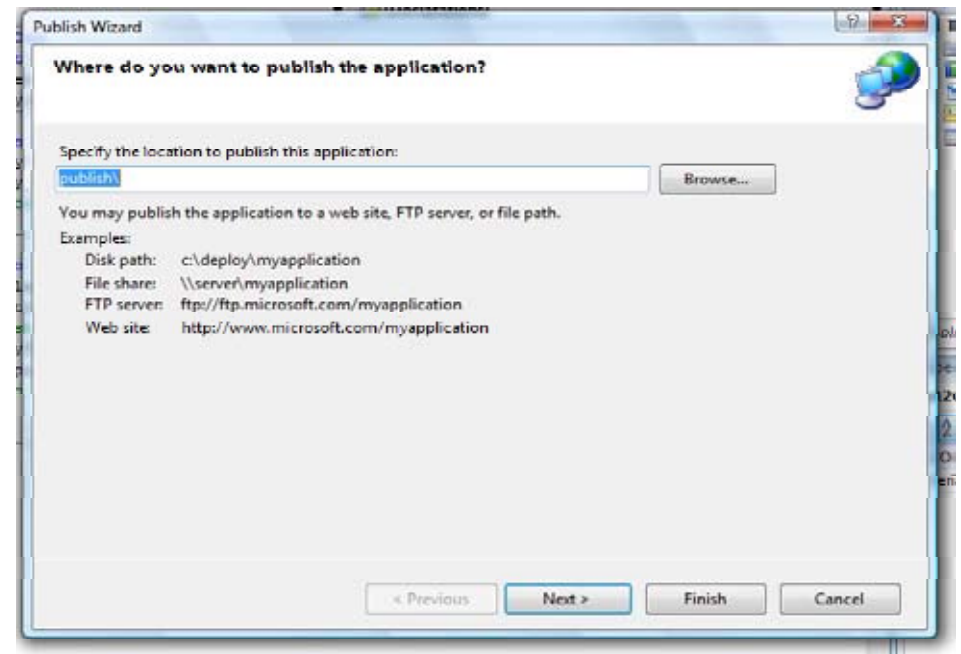 Publish Wizard
Where do you want to publish the application?
Specify the location to publish this application:
publish\
Browse...
You may publish the application to a web site, FTP server, or file path.
Examples:
Disk path: c:\deploy\myapplication
File share: \\server\myapplication
FTP server: ftp://ftp.microsoft.com/myapplication
Web site: http://www.microsoft.com/myapplication
< Previous
Next >
Finish
Cancel